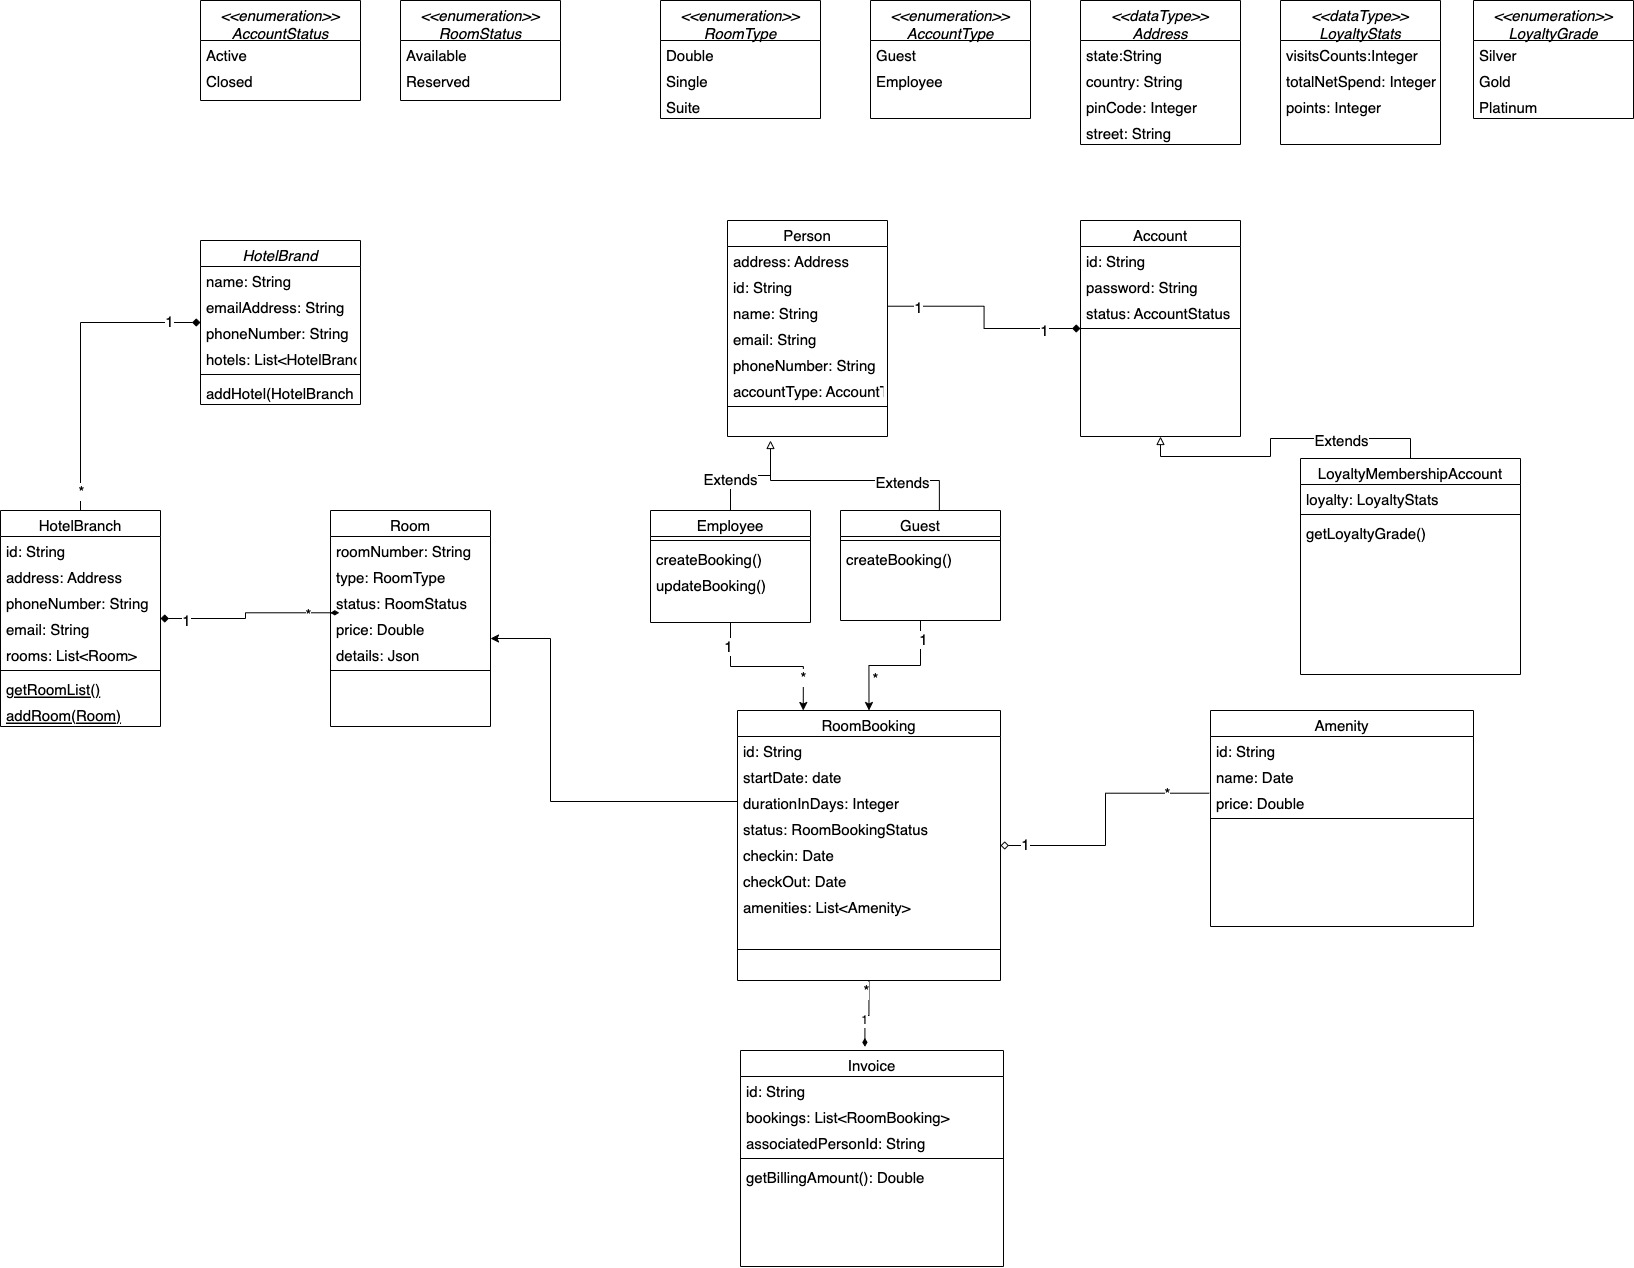 <<enumeration>>
AccountStatus
Active
Closed
<<enumeration>>
RoomStatus
Available
Reserved
<<enumeration>>
RoomType
Double
Single
Suite
<<enumeration>>
AccountType
Guest
Employee
<<dataType>>
Address
state:String
country: String
pinCode: Integer
street: String
<<dataType>>
LoyaltyStats
visitsCounts:Integer
totalNetSpend: Integer
points: Integer
<<enumeration>>
LoyaltyGrade
Silver
Gold
Platinum
HotelBrand
name: String
emailAddress: String
phoneNumber: String
hotels: List<HotelBranc
addHotel(HotelBranch
1
*
Person
address: Address
id: String
name: String
email: String
phoneNumber: String
accountType: AccountT
1
1
Account
id: String
password: String
status: AccountStatus
Extends
Extends
Extends
LoyaltyMembershipAccount
loyalty: LoyaltyStats
getLoyaltyGrade()
HotelBranch
id: String
address: Address
phoneNumber: String
email: String
rooms: List<Room>
getRoomList()
addRoom(Room)
1
*
Room
roomNumber: String
type: RoomType
status: RoomStatus
price: Double
details: Json
Employee
createBooking()
updateBooking()
Guest
createBooking()
1
*
1
*
RoomBooking
id: String
startDate: date
durationInDays: Integer
status: RoomBookingStatus
checkin: Date
checkOut: Date
amenities: List<Amenity>
1
*
Amenity
id: String
name: Date
price: Double
*
1
Invoice
id: String
bookings: List<RoomBooking>
associatedPersonId: String
getBillingAmount(): Double